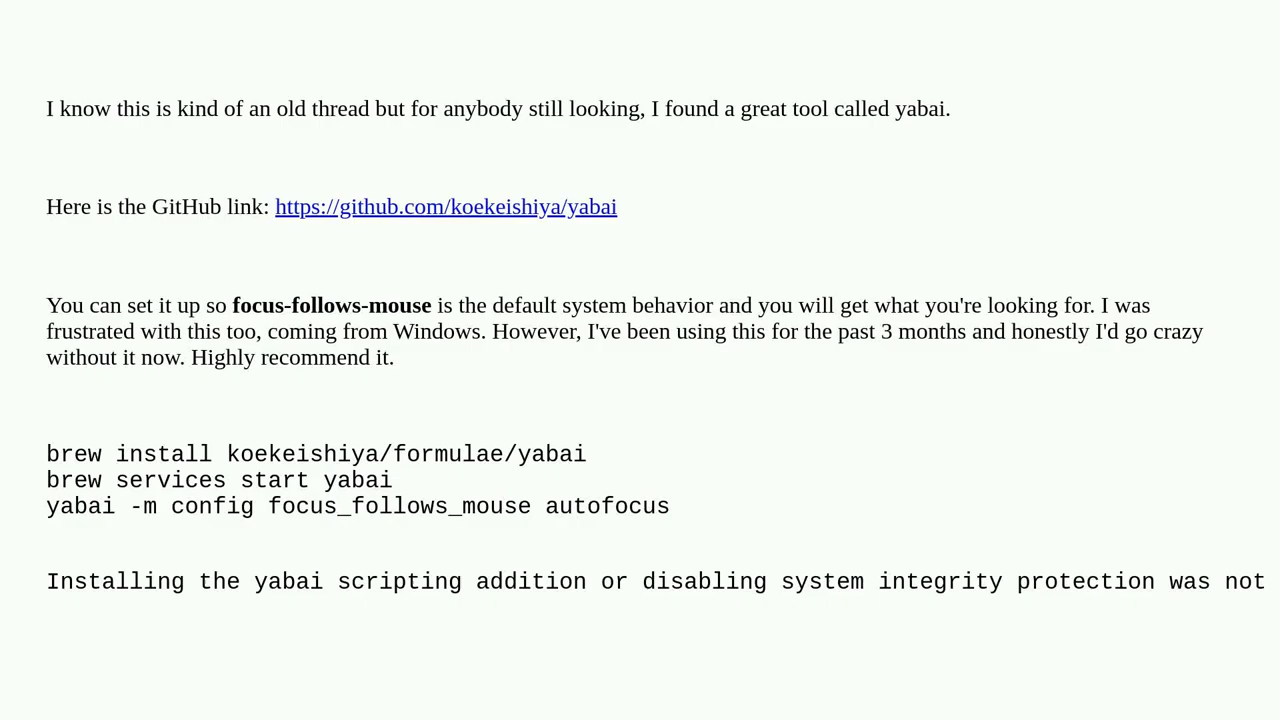 I know this is kind of an old thread but for anybody still looking, I found a great tool called yabai.
Here is the GitHub link: https://github.com/koekeishiya/yabai
You can set it up so focus-follows-mouse is the default system behavior and you will get what you're looking for. I was
frustrated with this too, coming from Windows. However, I've been using this for the past 3 months and honestly I'd go crazy
without it now. Highly recommend it.
brew install koekeishiya/formulae/yabai
brew services start yabai
yabai -m config focus_follows_mouse autofocus
Installing the yabai scripting addition or disabling system integrity protection was not